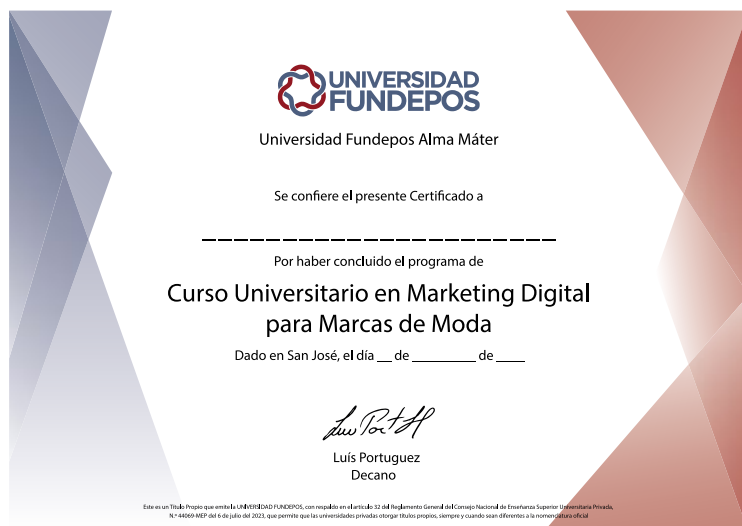 UNIVERSIDAD
FUNDEPOS
Universidad Fundepos Alma Máter
Se confiere el presente Certificado a
______________________
Por haber concluido el programa de
Curso Universitario en Marketing Digital
para Marcas de Moda
Dado en San José, el día __ de _________ de ____
Luís Portuguez
Decano
Este es un Título Propio que emite la UNIVERSIDAD FUNDEPOS, con respaldo en el artículo 32 del Reglamento General del Consejo Nacional de Enseñanza Superior Universitaria Privada,
N.º 44069-MEP del 6 de julio del 2023, que permite que las universidades privadas otorgar títulos propios, siempre y cuando sean diferentes a la nomenclatura oficial